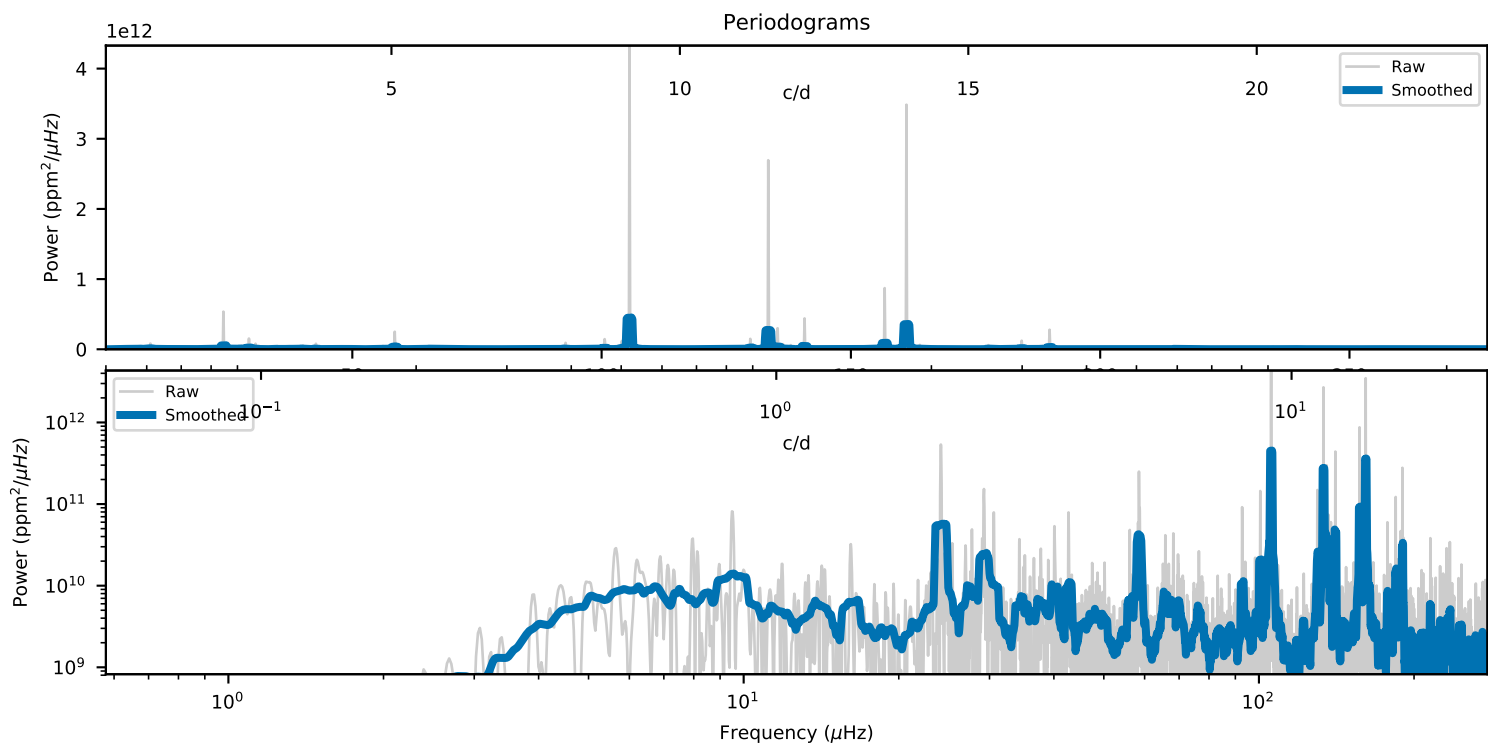 Periodograms
1e12
5 10 15 20
c/d
Raw
Smoothed
4
3
2
1
0
Power (ppm²/μHz)
Raw
Smoothed
10⁻¹ 10⁰ 10¹
c/d
10¹²
10¹¹
10¹⁰
10⁹
Power (ppm²/μHz)
10⁰ 10¹ 10²
Frequency (μHz)